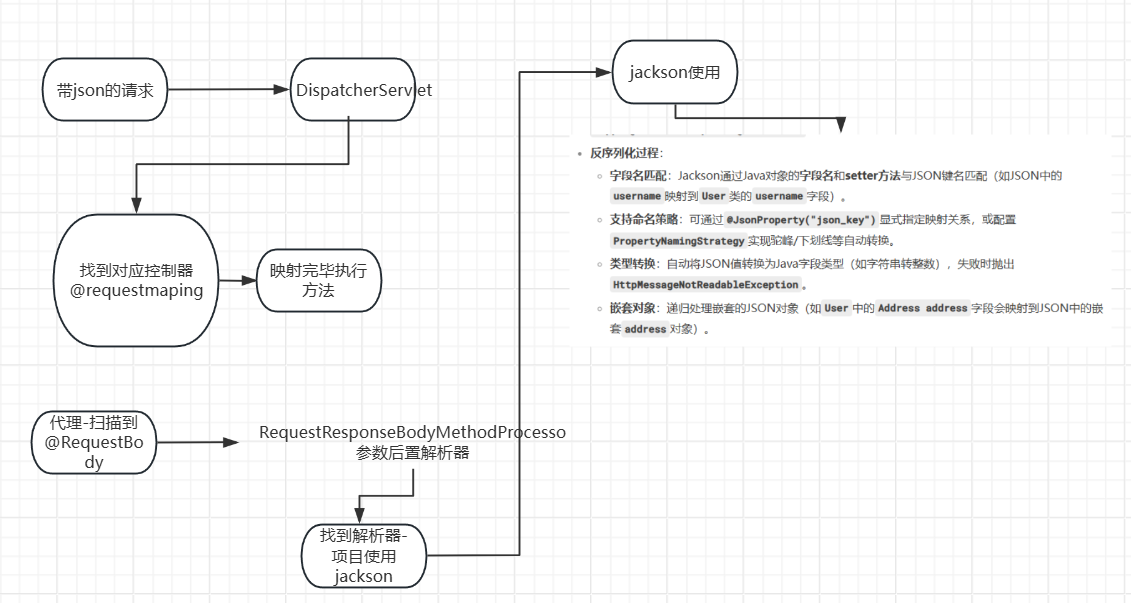 带json的请求
DispatcherServlet
找到对应控制器
@requestmaping
映射完毕执行
方法
代理-扫描到
@RequestBo
dy
RequestResponseBodyMethodProcesso
参数后置解析器
找到解析器-
项目使用
jackson
jackson使用
• 反序列化过程：
○ 字段名匹配：Jackson通过Java对象的字段名和setter方法与JSON键名匹配（如JSON中的
username 映射到 User 类的 username 字段）。
○ 支持命名策略：可通过 @JsonProperty("json_key") 显式指定映射关系，或配置
PropertyNamingStrategy 实现驼峰/下划线等自动转换。
○ 类型转换：自动将JSON值转换为Java字段类型（如字符串转整数），失败时抛出
HttpMessageNotReadableException 。
○ 嵌套对象：递归处理嵌套的JSON对象（如 User 中的 Address address 字段会映射到JSON中的嵌
套 address 对象）。